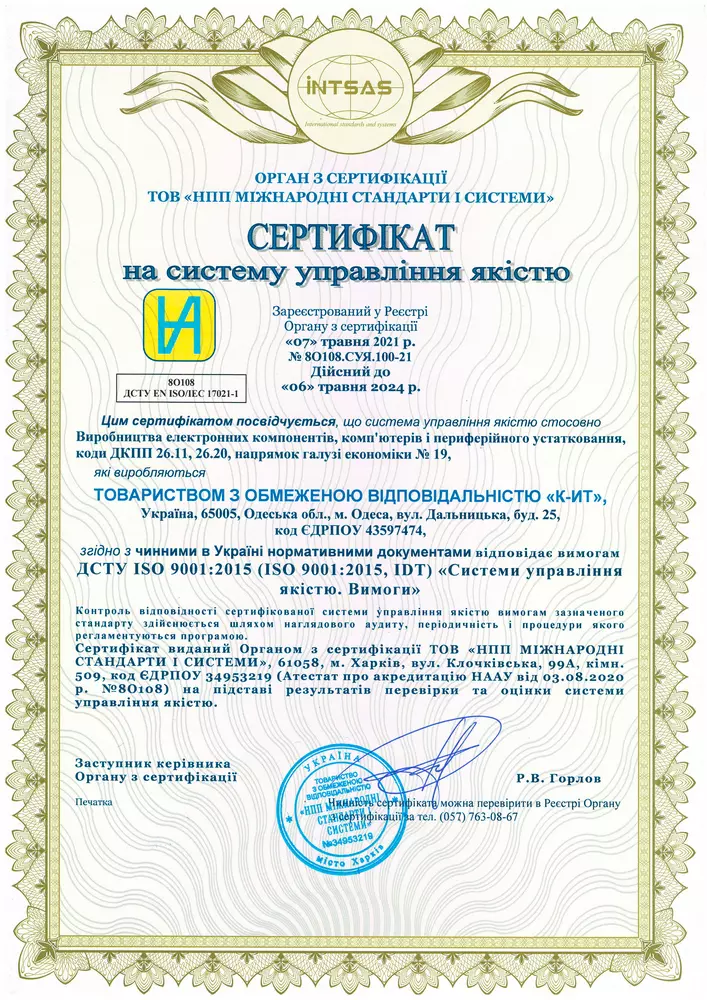 iNTSAS
International standards and systems
ОРГАН З СЕРТИФІКАЦІЇ
ТОВ «НПП МІЖНАРОДНІ СТАНДАРТИ І СИСТЕМИ»
СЕРТИФІКАТ
на систему управління якістю
Зареєстрований у Реєстрі
Органу з сертифікації
«07» травня 2021 р.
№ 8О108.СУЯ.100-21
Дійсний до
«06» травня 2024 р.
8О108
ДСТУ EN ISO/IEC 17021-1
Цим сертифікатом посвідчується, що система управління якістю стосовно
Виробництва електронних компонентів, комп'ютерів і периферійного устаткування,
коди ДКПП 26.11, 26.20, напрямок галузі економіки № 19,
які виробляються
ТОВАРИСТВОМ З ОБМЕЖЕНОЮ ВІДПОВІДАЛЬНІСТЮ «К-ИТ»,
Україна, 65005, Одеська обл., м. Одеса, вул. Дальницька, буд. 25,
код ЄДРПОУ 43597474,
згідно з чинними в Україні нормативними документами відповідає вимогам
ДСТУ ISO 9001:2015 (ISO 9001:2015, IDT) «Системи управління
якістю. Вимоги»
Контроль відповідності сертифікованої системи управління якістю вимогам зазначеного
стандарту здійснюється шляхом наглядового аудиту, періодичність і процедури якого
регламентуються програмою.
Сертифікат виданий Органом з сертифікації ТОВ «НПП МІЖНАРОДНІ
СТАНДАРТИ І СИСТЕМИ», 61058, м. Харків, вул. Клочківська, 99А, кімн.
509, код ЄДРПОУ 34953219 (Атестат про акредитацію НААУ від 03.08.2020
р. №8О108) на підставі результатів перевірки та оцінки системи
управління якістю.
Заступник керівника
Органу з сертифікації
Р.В. Горлов
Печатка
Чинність сертифіката можна перевірити в Реєстрі Органу
з сертифікації за тел. (057) 763-08-67
УКРАЇНА
ТОВАРИСТВО
З ОБМЕЖЕНОЮ
ВІДПОВІДАЛЬНІСТЮ
«НПП МІЖНАРОДНІ
СТАНДАРТИ І
СИСТЕМИ»
№34953219
місто Харків